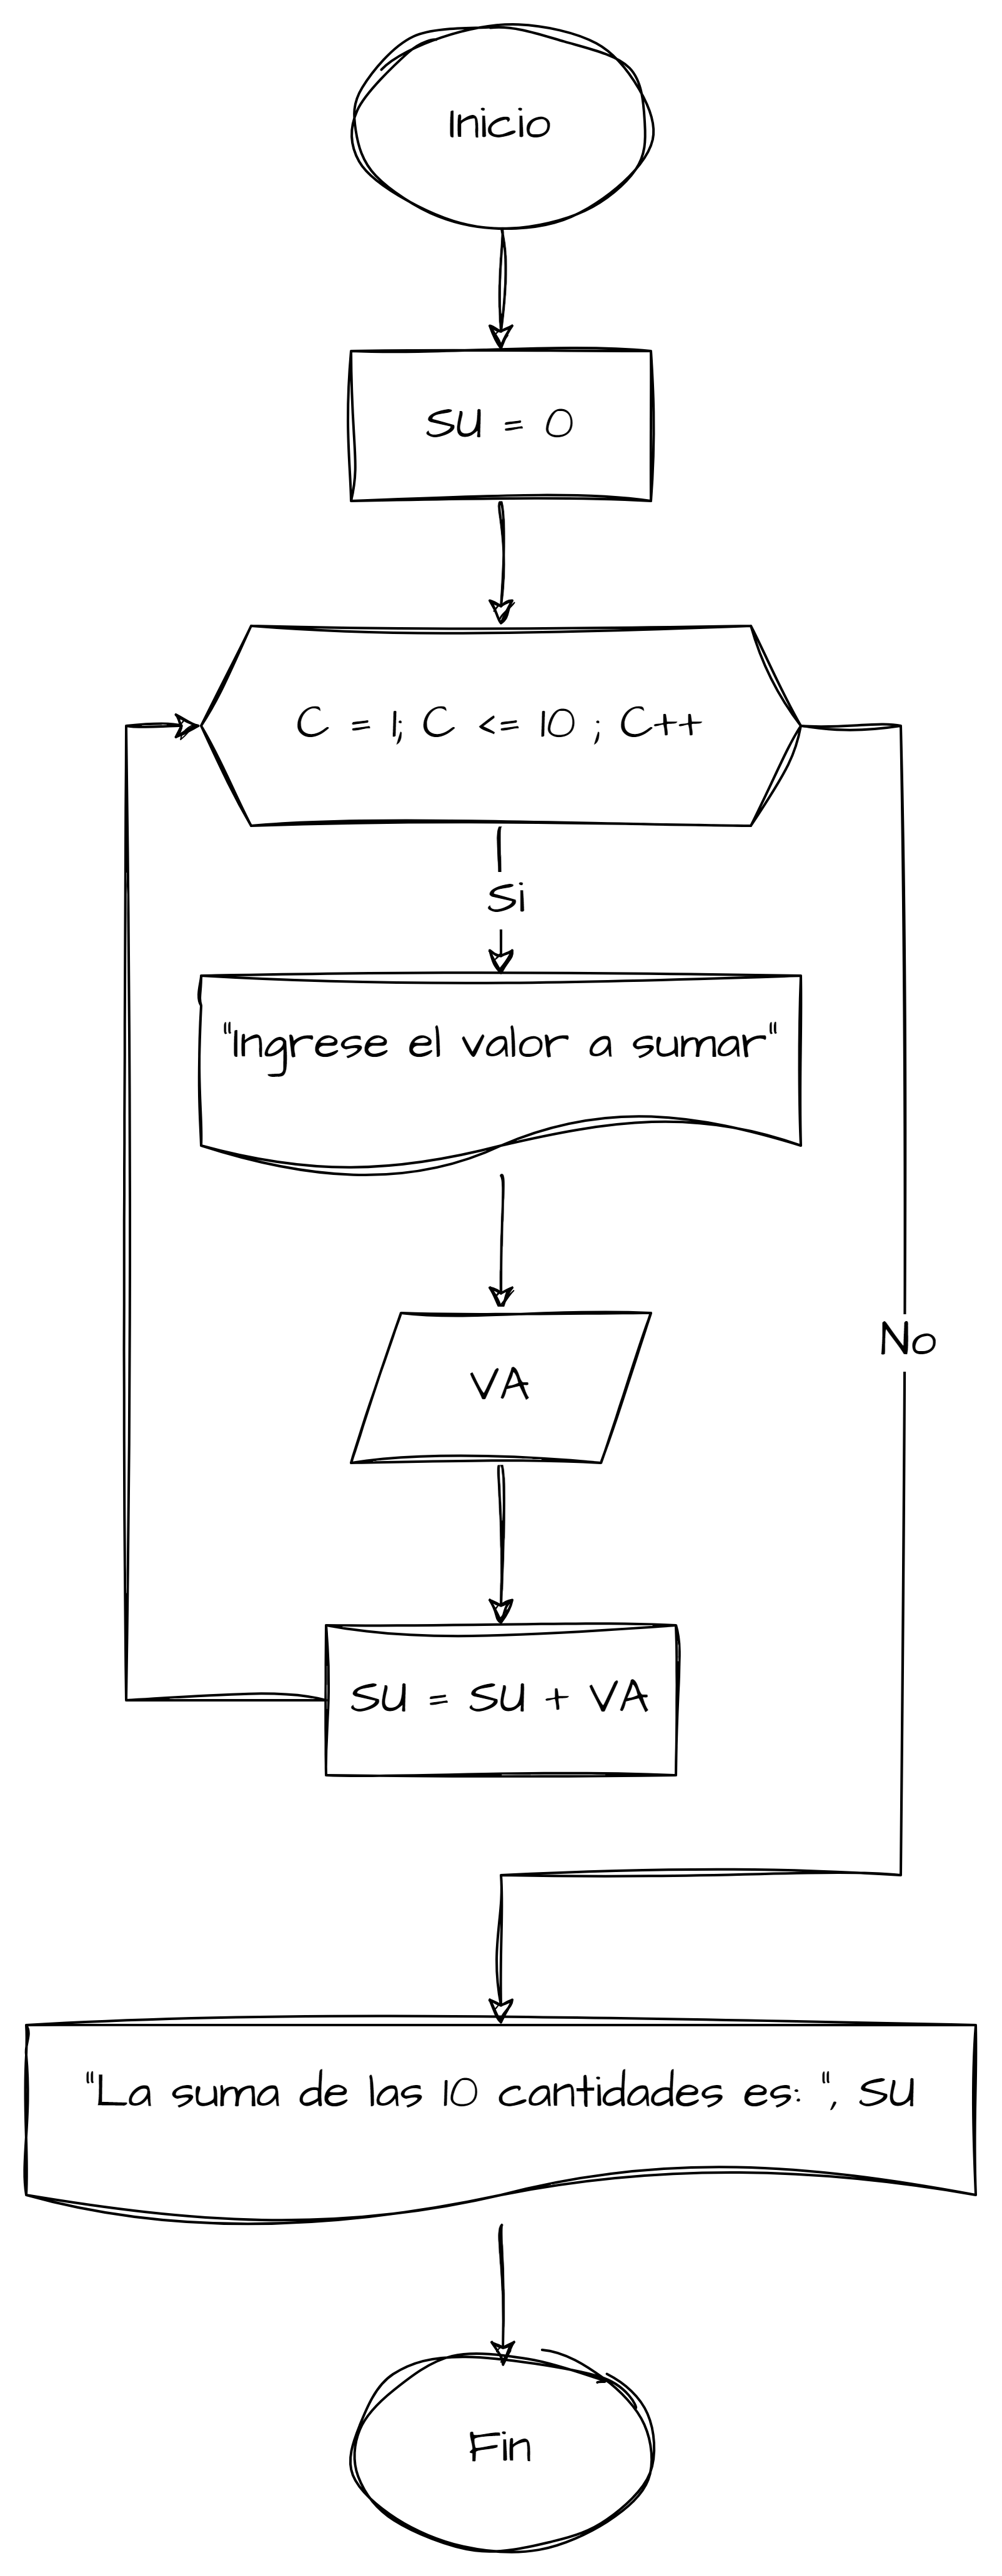 Inicio
SU = 0
C = 1; C <= 10 ; C++
Si
"Ingrese el valor a sumar"
VA
No
SU = SU + VA
"La suma de las 10 cantidades es: ", SU
Fin